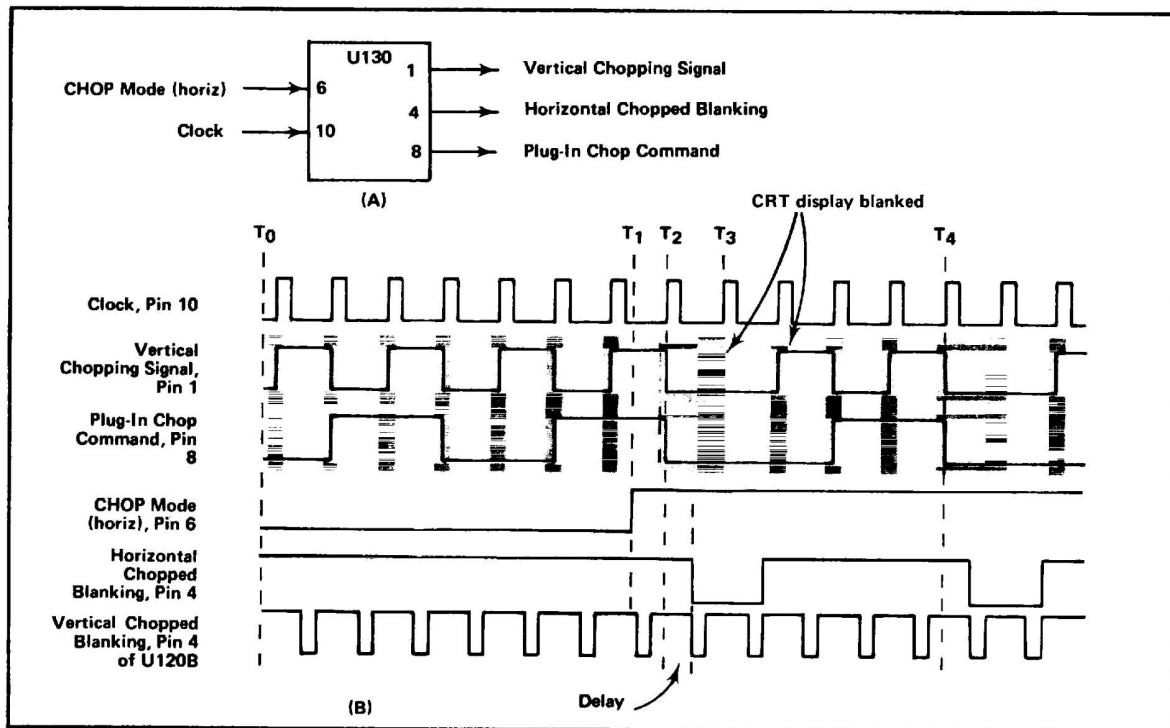 U130
CHOP Mode (horiz)
6
Clock
10
1
Vertical Chopping Signal
4
Horizontal Chopped Blanking
8
Plug-In Chop Command
(A)
CRT display blanked
T0
T1
T2
T3
T4
Clock, Pin 10
Vertical
Chopping Signal,
Pin 1
Plug-In Chop
Command, Pin
8
CHOP Mode
(horiz), Pin 6
Horizontal
Chopped
Blanking, Pin 4
Vertical Chopped
Blanking, Pin 4
of U120B
Delay
(B)